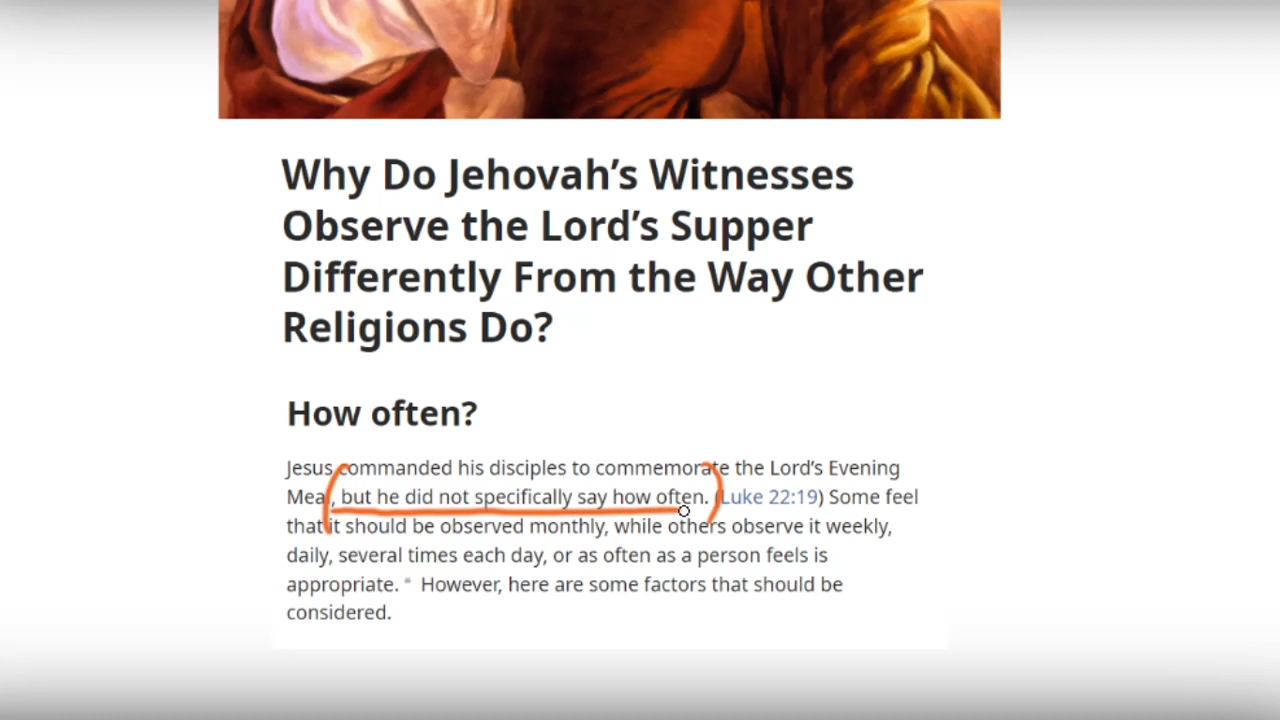 Why Do Jehovah’s Witnesses
Observe the Lord’s Supper
Differently From the Way Other
Religions Do?
How often?
Jesus commanded his disciples to commemorate the Lord’s Evening
Meal, but he did not specifically say how often. (Luke 22:19) Some feel
that it should be observed monthly, while others observe it weekly,
daily, several times each day, or as often as a person feels is
appropriate. * However, here are some factors that should be
considered.